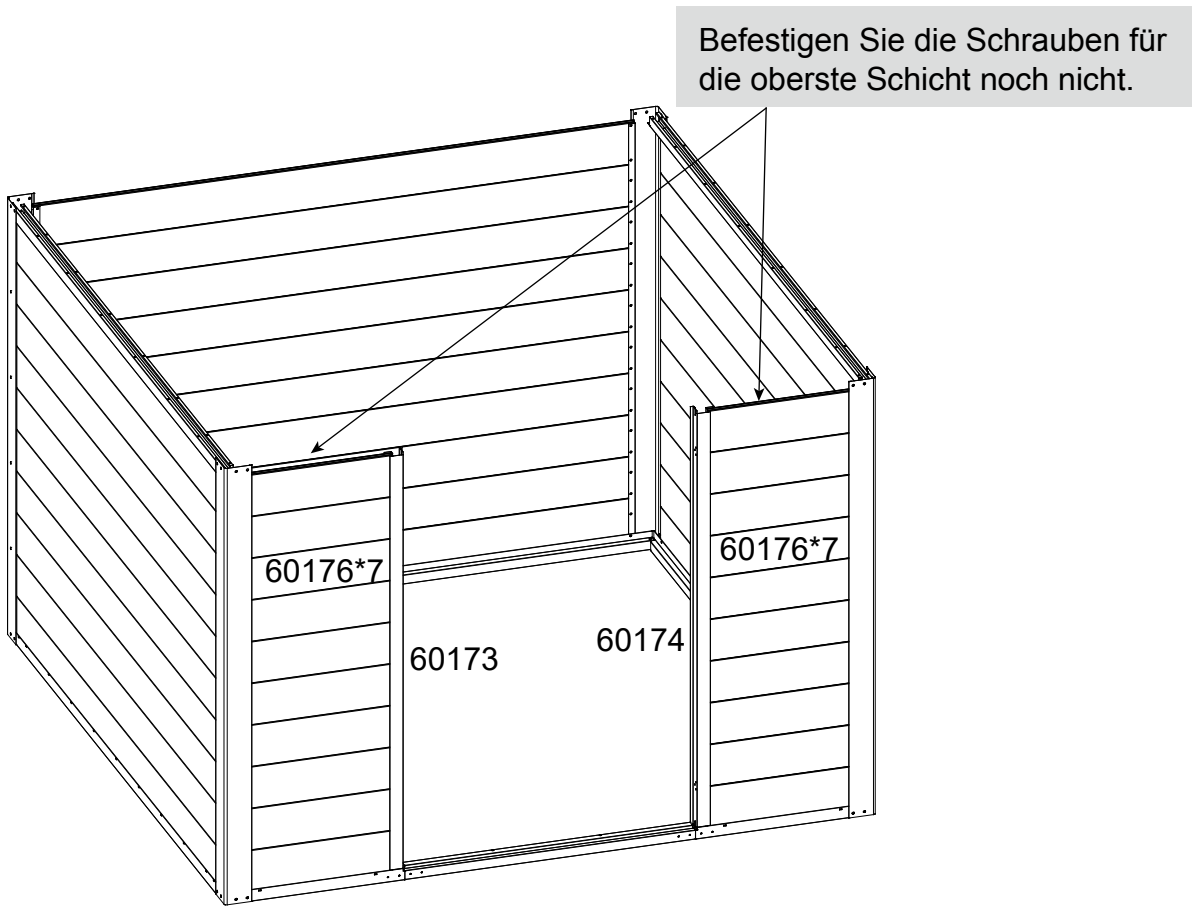 Befestigen Sie die Schrauben für
die oberste Schicht noch nicht.
60176*7
60176*7
60173
60174